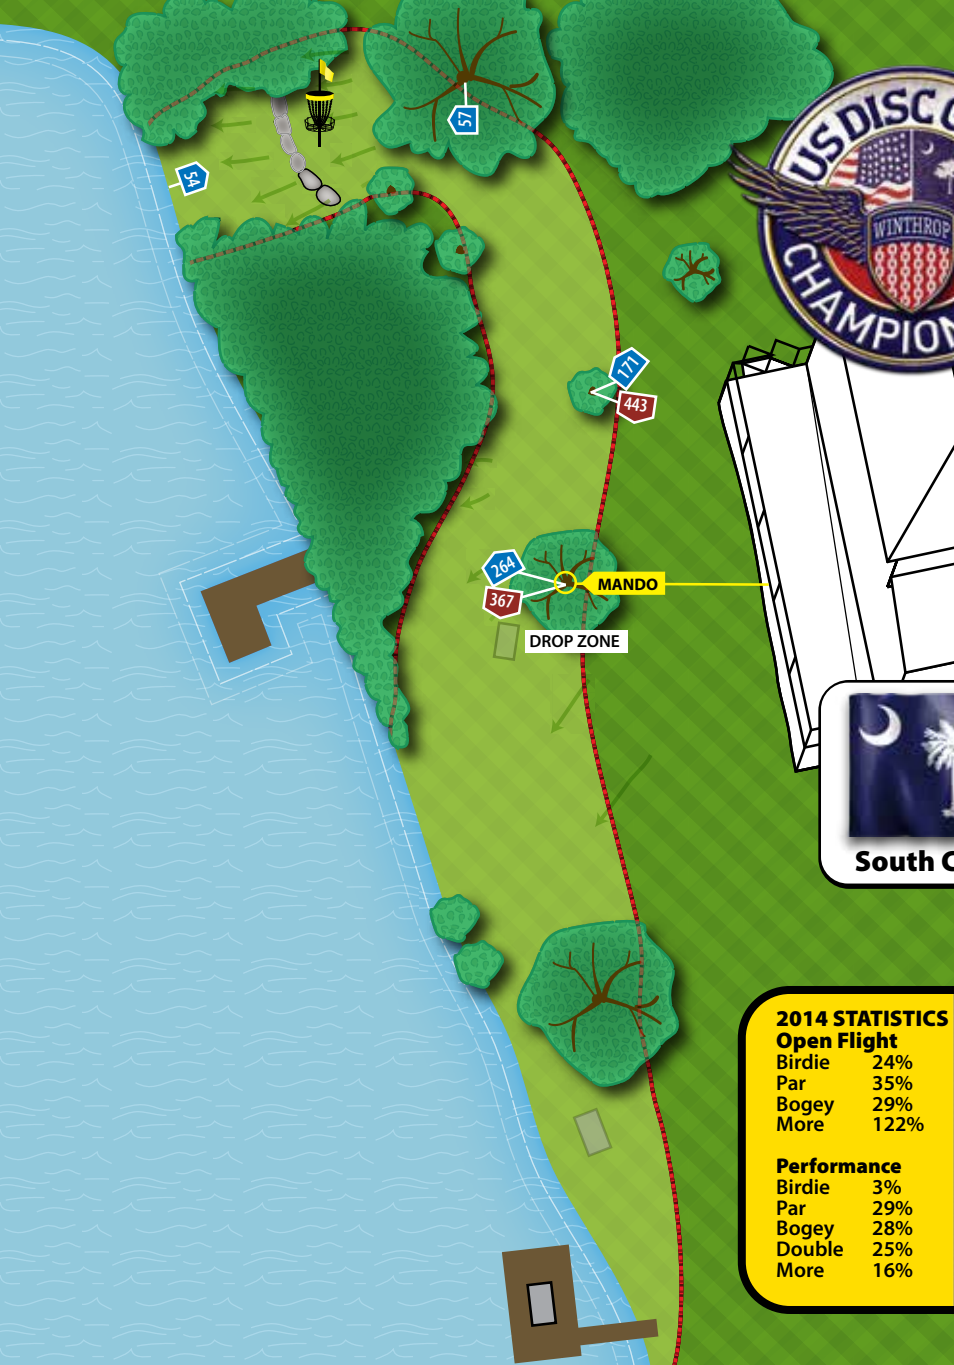 57
54
US DISC G
WINTHROP
CHAMPION
171
443
264
367
MANDO
DROP ZONE
South C
2014 STATISTICS
Open Flight
Birdie 24%
Par 35%
Bogey 29%
More 122%
Performance
Birdie 3%
Par 29%
Bogey 28%
Double 25%
More 16%